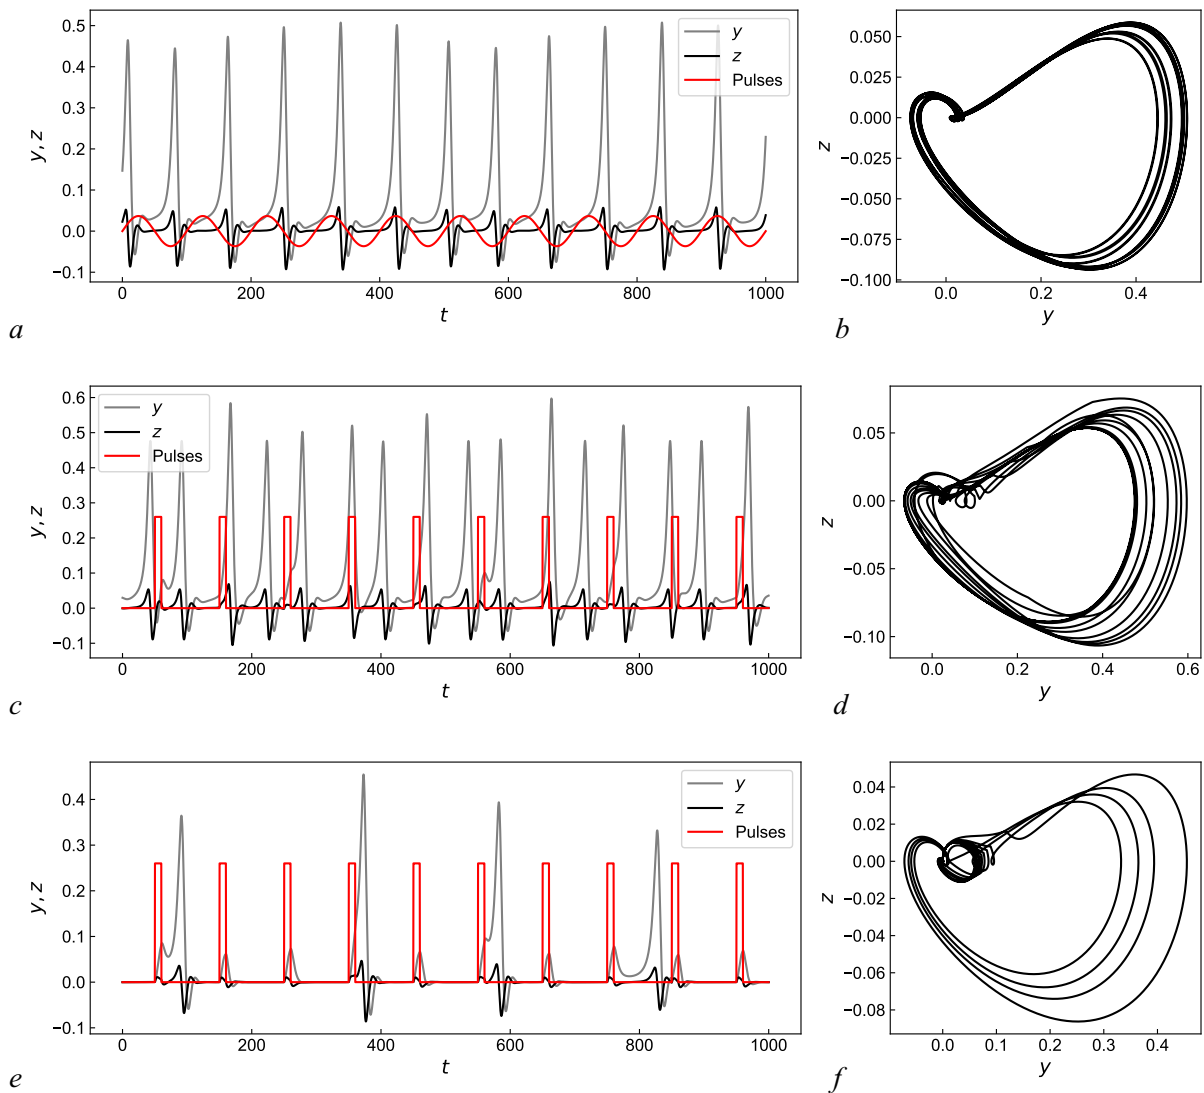 0.5
0.4
0.3
0.2
0.1
0.0
−0.1
y, z
0 200 400 600 800 1000
t
y
z
Pulses
a
0.050
0.025
0.000
−0.025
−0.050
−0.075
−0.100
z
0.0 0.2 0.4
y
b
0.6
0.5
0.4
0.3
0.2
0.1
0.0
−0.1
y, z
0 200 400 600 800 1000
t
y
z
Pulses
c
0.05
0.00
−0.05
−0.10
z
0.0 0.2 0.4 0.6
y
d
0.4
0.3
0.2
0.1
0.0
−0.1
y, z
0 200 400 600 800 1000
t
y
z
Pulses
e
0.04
0.02
0.00
−0.02
−0.04
−0.06
−0.08
z
0.0 0.1 0.2 0.3 0.4
y
f